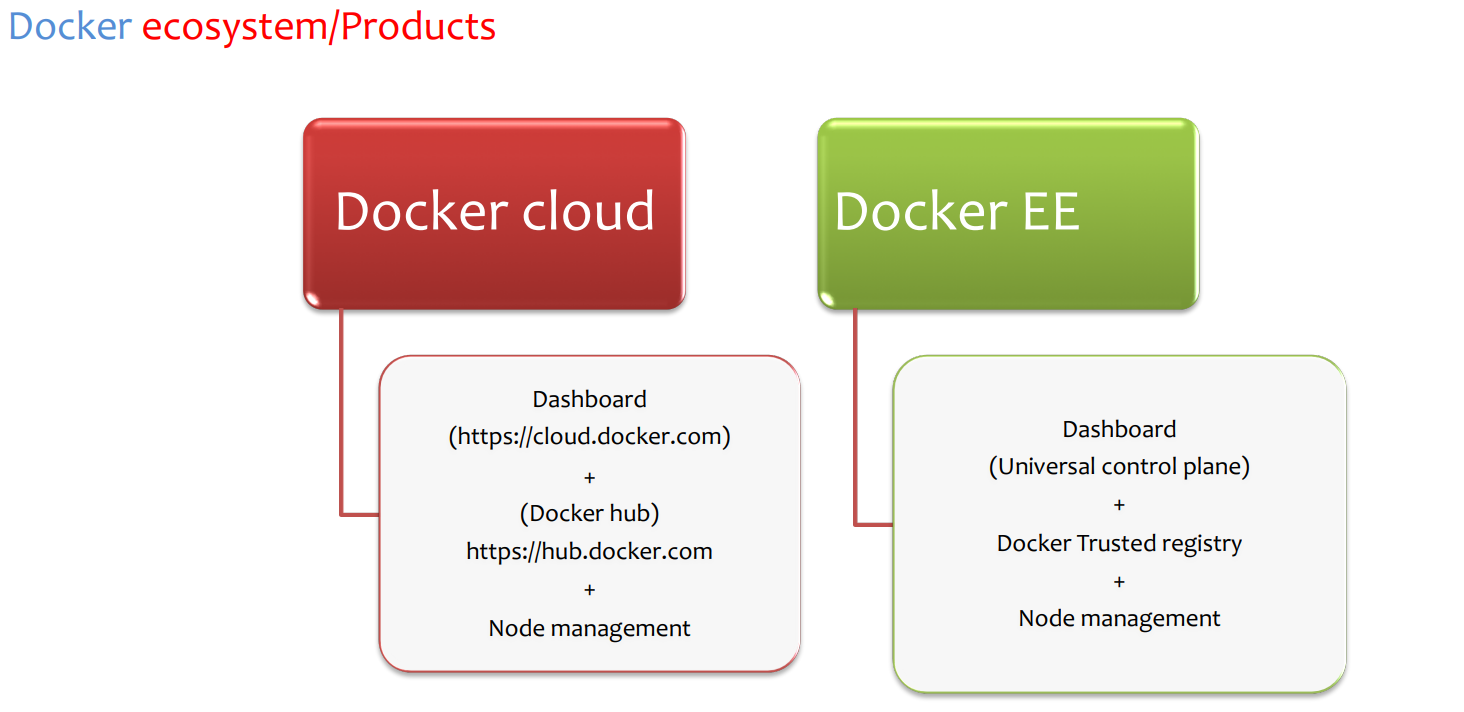 Docker ecosystem/Products
Docker cloud
Dashboard
(https://cloud.docker.com)
+
(Docker hub)
https://hub.docker.com
+
Node management
Docker EE
Dashboard
(Universal control plane)
+
Docker Trusted registry
+
Node management